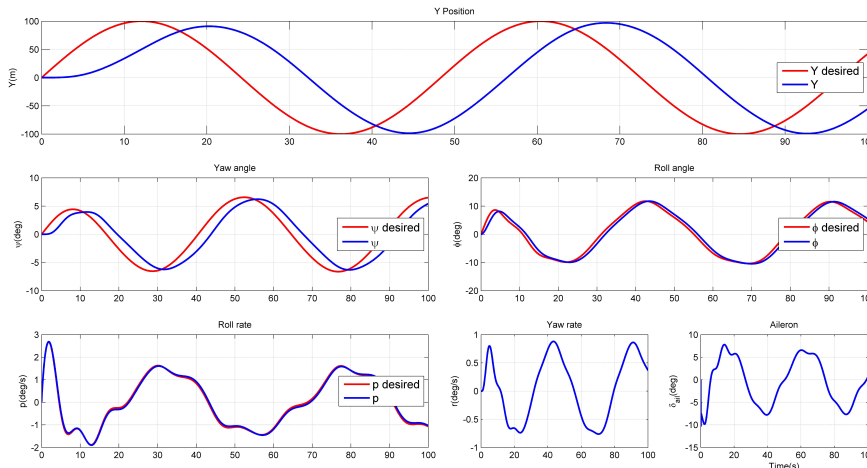 Y Position
100
50
0
-50
-100
Y(m)
0 10 20 30 40 50 60 70 80 90 100
Y desired
Y
Yaw angle
10
5
0
-5
-10
ψ(deg)
0 10 20 30 40 50 60 70 80 90 100
ψ desired
ψ
Roll angle
20
10
0
-10
-20
ϕ(deg)
0 10 20 30 40 50 60 70 80 90 100
ϕ desired
ϕ
Roll rate
3
2
1
0
-1
-2
p(deg/s)
0 10 20 30 40 50 60 70 80 90 100
p desired
p
Yaw rate
1
0.5
0
-0.5
-1
r(deg/s)
0 20 40 60 80 100
Aileron
10
5
0
-5
-10
-15
δail(deg)
0 20 40 60 80 100
Time(s)